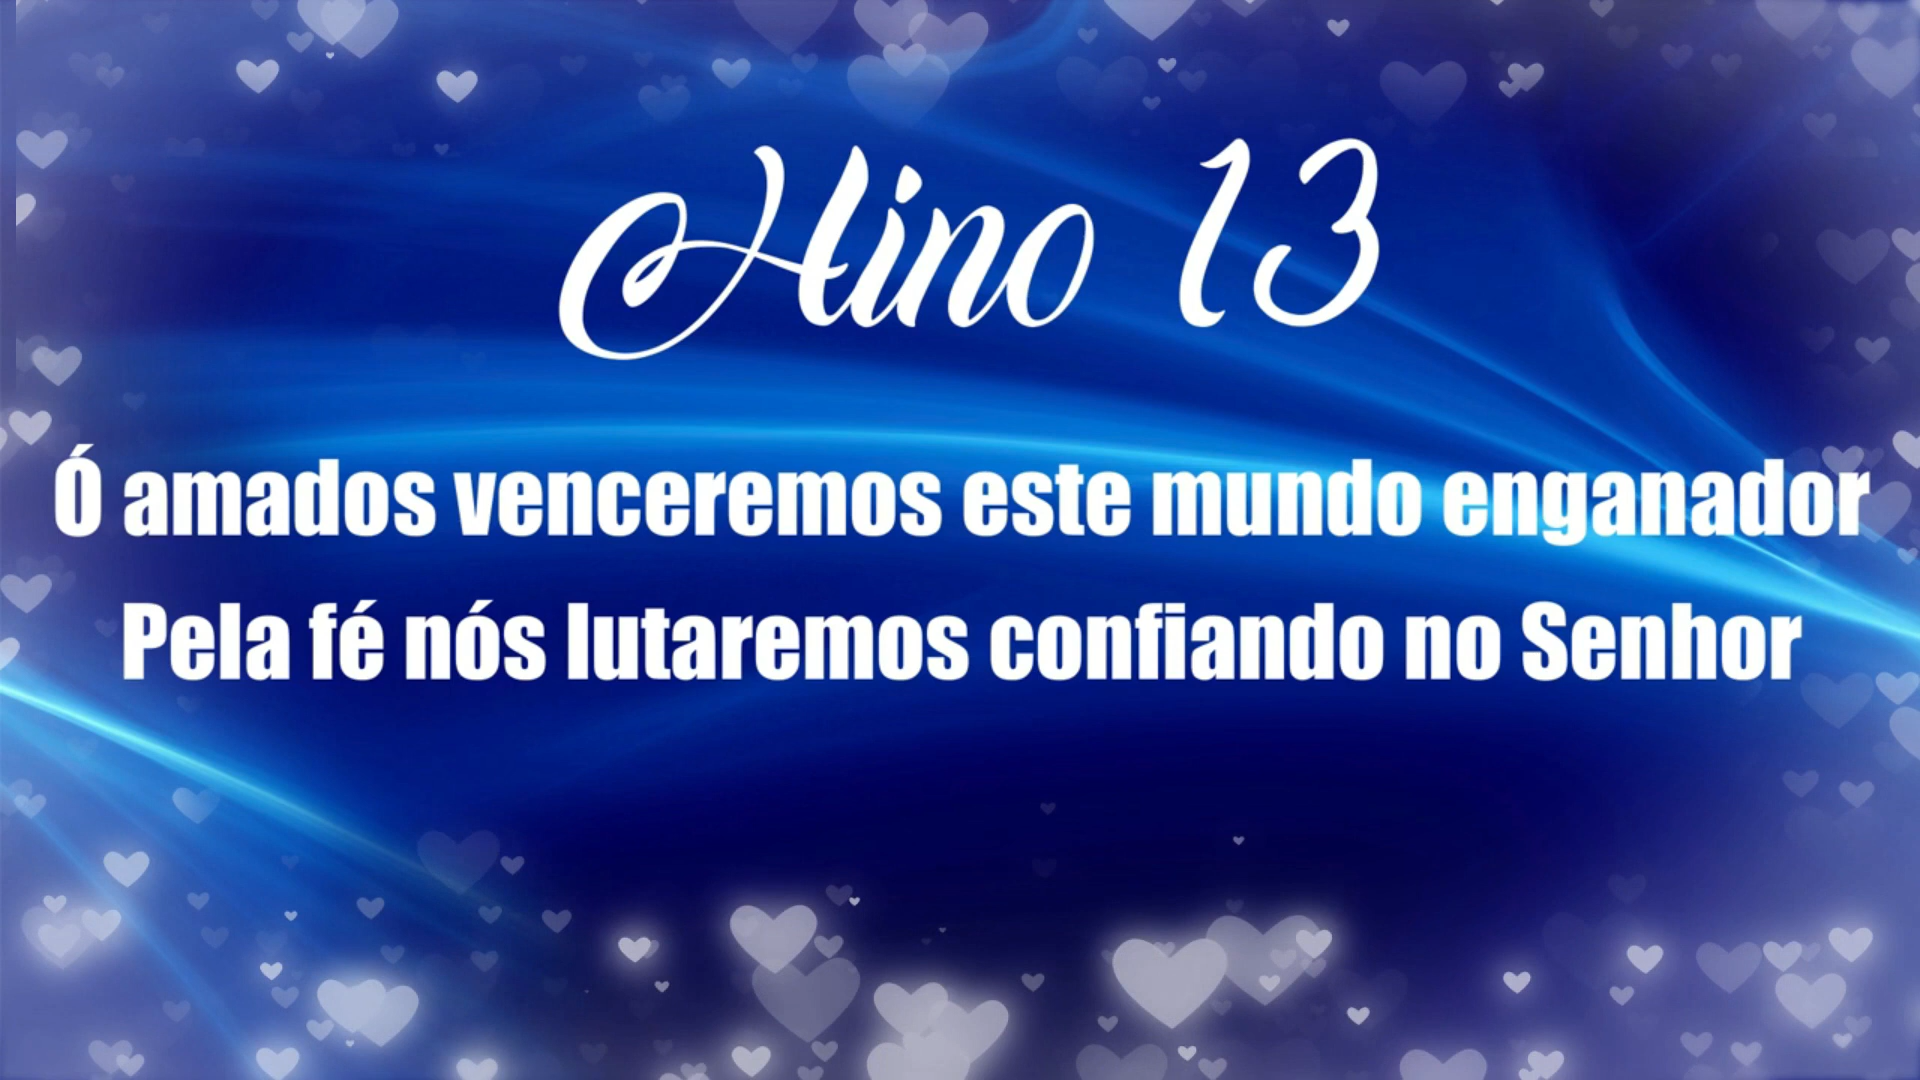 Hino 13
Ó amados venceremos este mundo enganador
Pela fé nós lutaremos confiando no Senhor